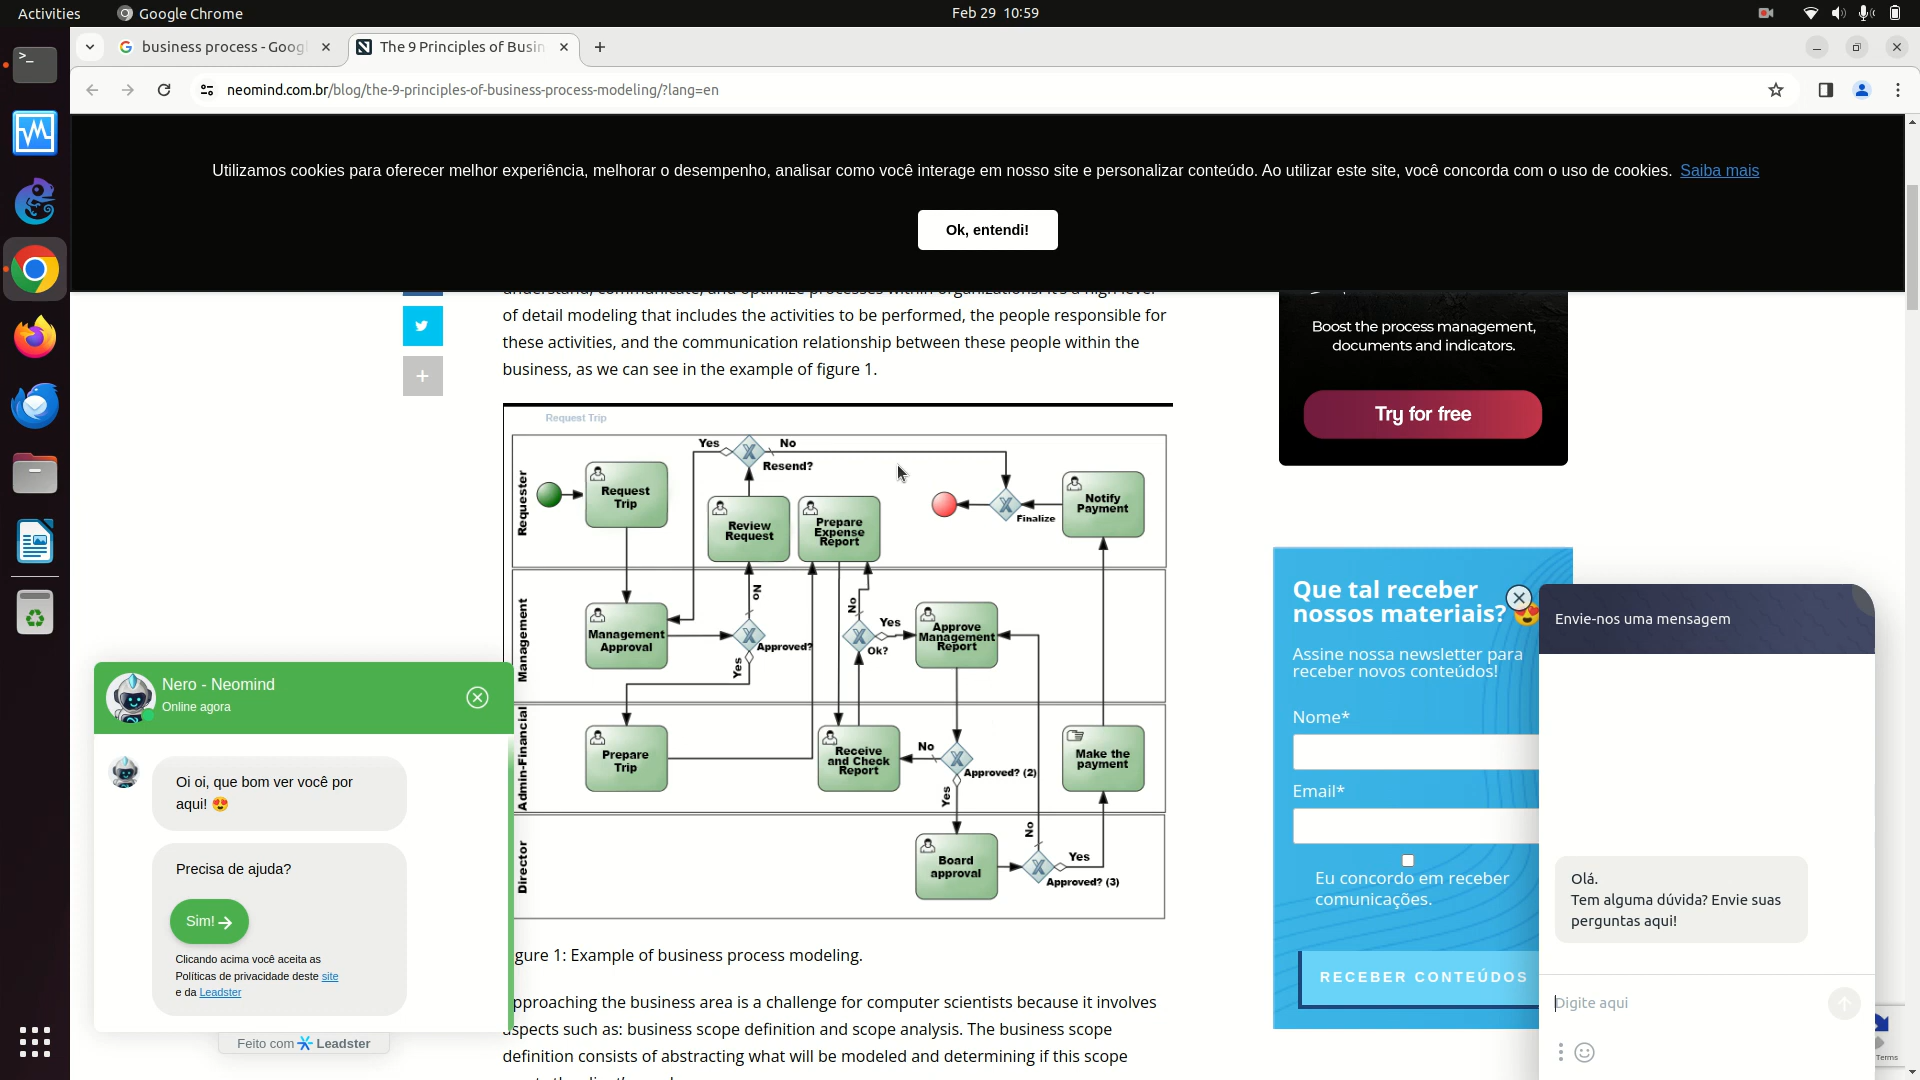 Activities
Google Chrome
Feb 29 10:59
business process - Goog
The 9 Principles of Busin
neomind.com.br/blog/the-9-principles-of-business-process-modeling/?lang=en
Utilizamos cookies para oferecer melhor experiência, melhorar o desempenho, analisar como você interage em nosso site e personalizar conteúdo. Ao utilizar este site, você concorda com o uso de cookies. Saiba mais
Ok, entendi!
of detail modeling that includes the activities to be performed, the people responsible for
these activities, and the communication relationship between these people within the
business, as we can see in the example of figure 1.
Request Trip
Requester
Request
Trip
Yes
No
Resend?
Review
Request
Prepare
Expense
Report
Finalize
Notify
Payment
Management
Management
Approval
No
Approved?
Yes
No
Ok?
Yes
Approve
Management
Report
Admin-Financial
Prepare
Trip
Receive
and Check
Report
No
Approved? (2)
Yes
Make the
payment
Director
Board
approval
No
Yes
Approved? (3)
gure 1: Example of business process modeling.
pproaching the business area is a challenge for computer scientists because it involves
aspects such as: business scope definition and scope analysis. The business scope
definition consists of abstracting what will be modeled and determining if this scope
Boost the process management,
documents and indicators.
Try for free
Que tal receber
nossos materiais? 😍
Assine nossa newsletter para
receber novos conteúdos!
Nome*
Email*
Eu concordo em receber
comunicações.
RECEBER CONTEÚDOS
Envie-nos uma mensagem
Olá.
Tem alguma dúvida? Envie suas
perguntas aqui!
Digite aqui
Terms
Nero - Neomind
Online agora
Oi oi, que bom ver você por
aqui! 😍
Precisa de ajuda?
Sim!
Clicando acima você aceita as
Políticas de privacidade deste site
e da Leadster
Feito com Leadster